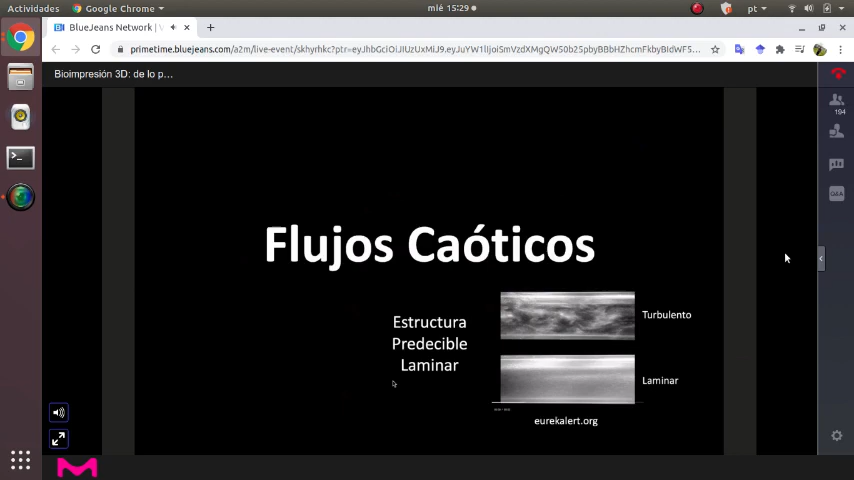 Actividades
Google Chrome
mié 15:29
pt
BlueJeans Network | V
primetime.bluejeans.com/a2m/live-event/skhyrhkc?ptr=eyJhbGciOiJIUzUxMiJ9.eyJuYW1lIjoiSmVzdXMgQW50b25pbyBBbHZhcmFkbyBIdWF5...
Bioimpresión 3D: de lo p...
194
Q&A
Flujos Caóticos
Estructura
Predecible
Laminar
Turbulento
Laminar
eurekalert.org